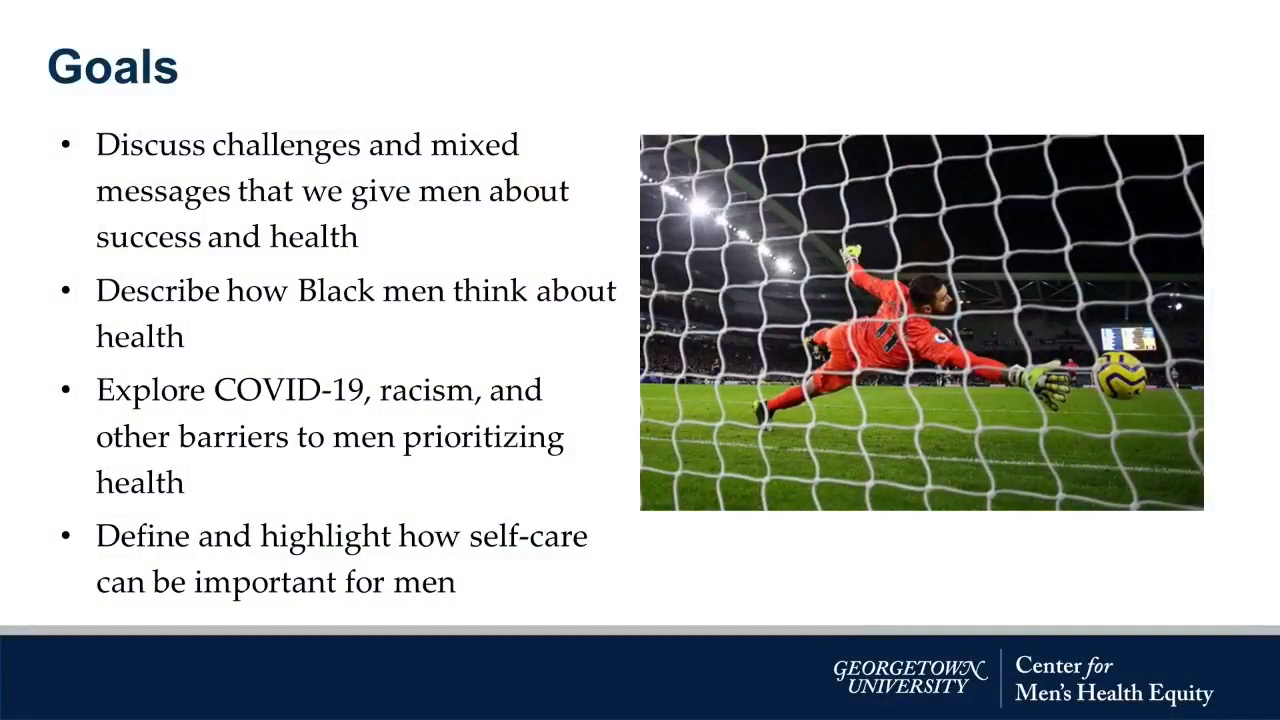 Goals
• Discuss challenges and mixed
messages that we give men about
success and health
• Describe how Black men think about
health
• Explore COVID-19, racism, and
other barriers to men prioritizing
health
• Define and highlight how self-care
can be important for men
GEORGETOWN
UNIVERSITY
Center for
Men's Health Equity